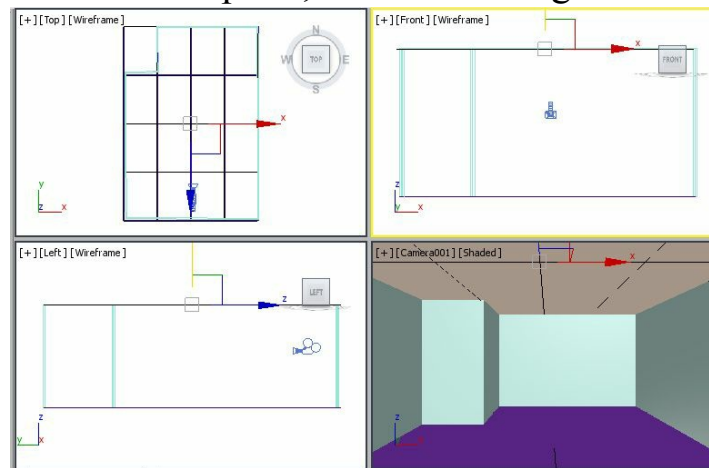 [+] [Top] [Wireframe]
N
W TOP E
S
x
y
z x
[+] [Front] [Wireframe]
x
FRONT
z
y x
[+] [Left] [Wireframe]
LEFT
z
z
y x
[+] [Camera001] [Shaded]
x
z
y
x